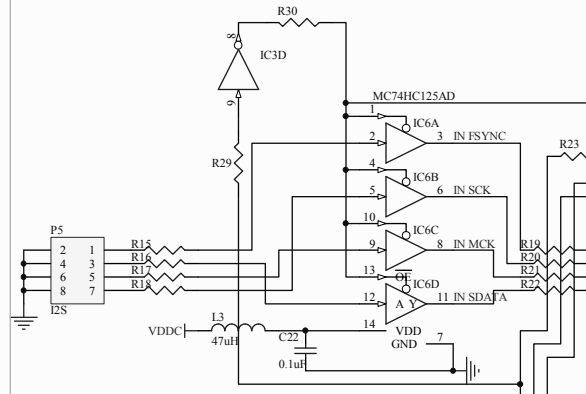 R30
8
IC3D
9
MC74HC125AD
1
IC6A
2
3
IN FSYNC
R29
R23
4
IC6B
5
6
IN SCK
P5
10
IC6C
2
1
R15
9
8
IN MCK
R19
4
3
R16
R20
6
5
R17
13
OE
IC6D
R21
8
7
R18
12
A
Y
11
IN SDATA
R22
I2S
L3
VDDC
14
VDD
47uH
C22
GND
7
0.1uF